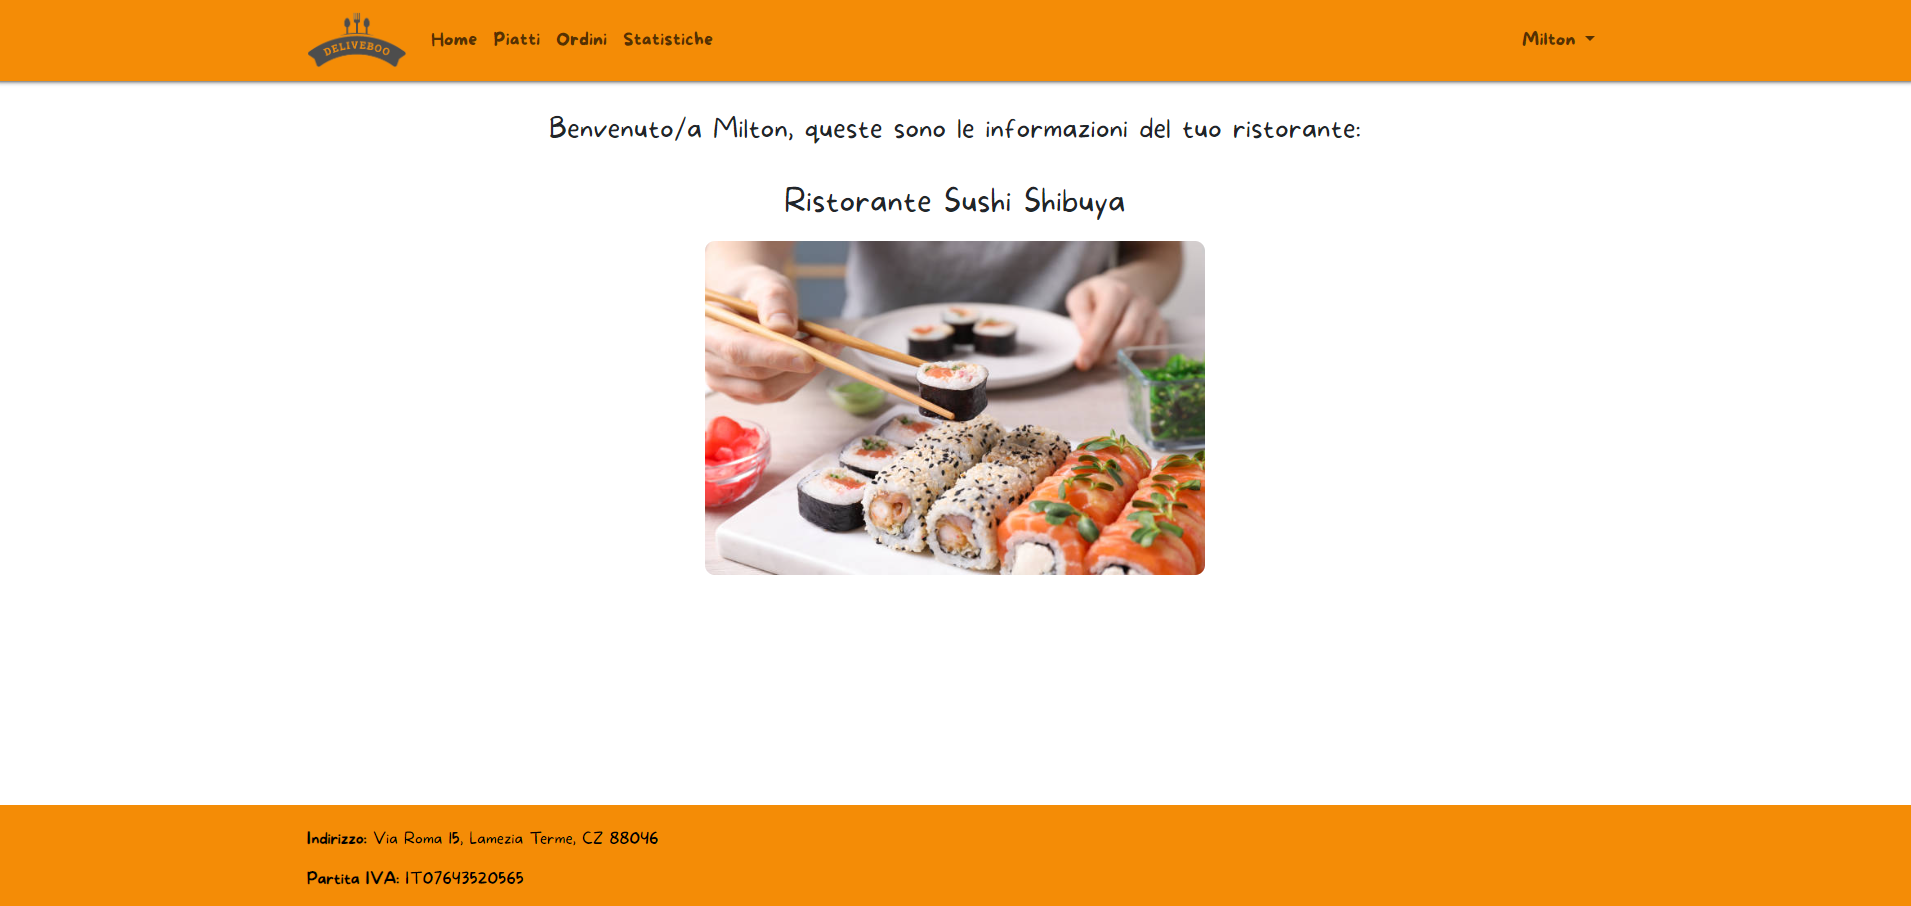 DELIVEBOO
Home Piatti Ordini Statistiche
Milton
Benvenuto/a Milton, queste sono le informazioni del tuo ristorante:
Ristorante Sushi Shibuya
Indirizzo: Via Roma 15, Lamezia Terme, CZ 88046
Partita IVA: IT07643520565